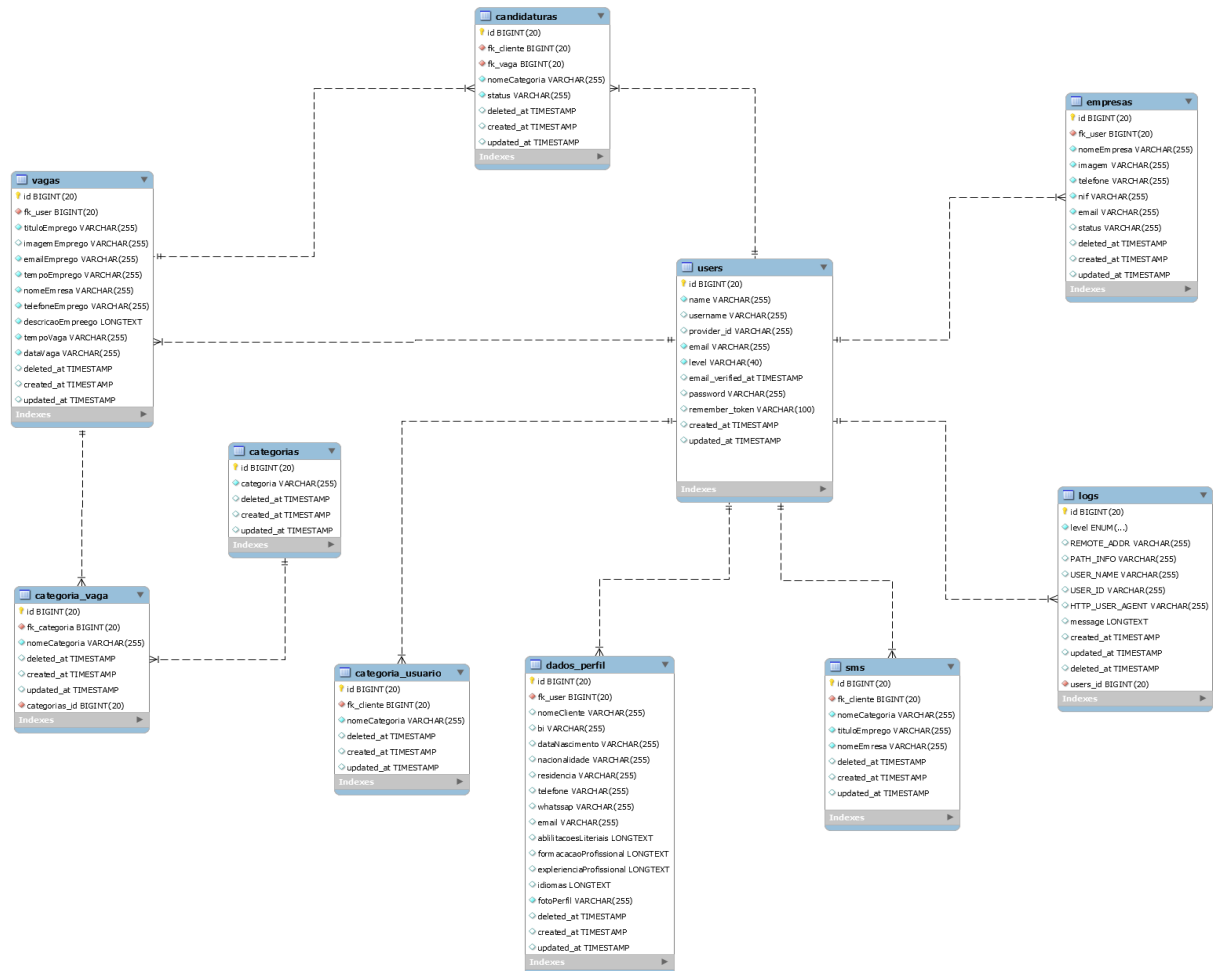 candidaturas
id BIGINT(20)
fk_cliente BIGINT(20)
fk_vaga BIGINT(20)
nomeCategoria VARCHAR(255)
status VARCHAR(255)
deleted_at TIMESTAMP
created_at TIMESTAMP
updated_at TIMESTAMP
Indexes
empresas
id BIGINT(20)
fk_user BIGINT(20)
nomeEmpresa VARCHAR(255)
imagem VARCHAR(255)
telefone VARCHAR(255)
nif VARCHAR(255)
email VARCHAR(255)
status VARCHAR(255)
deleted_at TIMESTAMP
created_at TIMESTAMP
updated_at TIMESTAMP
Indexes
vagas
id BIGINT(20)
fk_user BIGINT(20)
tituloEmprego VARCHAR(255)
imagemEmprego VARCHAR(255)
emailEmprego VARCHAR(255)
tempoEmprego VARCHAR(255)
nomeEmresa VARCHAR(255)
telefoneEmprego VARCHAR(255)
descricaoEmpreego LONGTEXT
tempoVaga VARCHAR(255)
dataVaga VARCHAR(255)
deleted_at TIMESTAMP
created_at TIMESTAMP
updated_at TIMESTAMP
Indexes
users
id BIGINT(20)
name VARCHAR(255)
username VARCHAR(255)
provider_id VARCHAR(255)
email VARCHAR(255)
level VARCHAR(40)
email_verified_at TIMESTAMP
password VARCHAR(255)
remember_token VARCHAR(100)
created_at TIMESTAMP
updated_at TIMESTAMP
Indexes
categorias
id BIGINT(20)
categoria VARCHAR(255)
deleted_at TIMESTAMP
created_at TIMESTAMP
updated_at TIMESTAMP
Indexes
logs
id BIGINT(20)
level ENUM(...)
REMOTE_ADDR VARCHAR(255)
PATH_INFO VARCHAR(255)
USER_NAME VARCHAR(255)
USER_ID VARCHAR(255)
HTTP_USER_AGENT VARCHAR(255)
message LONGTEXT
created_at TIMESTAMP
updated_at TIMESTAMP
deleted_at TIMESTAMP
users_id BIGINT(20)
Indexes
categoria_vaga
id BIGINT(20)
fk_categoria BIGINT(20)
nomeCategoria VARCHAR(255)
deleted_at TIMESTAMP
created_at TIMESTAMP
updated_at TIMESTAMP
categorias_id BIGINT(20)
Indexes
categoria_usuario
id BIGINT(20)
fk_cliente BIGINT(20)
nomeCategoria VARCHAR(255)
deleted_at TIMESTAMP
created_at TIMESTAMP
updated_at TIMESTAMP
Indexes
dados_perfil
id BIGINT(20)
fk_user BIGINT(20)
nomeCliente VARCHAR(255)
bi VARCHAR(255)
dataNascimento VARCHAR(255)
nacionalidade VARCHAR(255)
residencia VARCHAR(255)
telefone VARCHAR(255)
whatssap VARCHAR(255)
email VARCHAR(255)
ablilitacoesLiteriais LONGTEXT
formacacaoProfissional LONGTEXT
explerienciaProfissional LONGTEXT
idiomas LONGTEXT
fotoPerfil VARCHAR(255)
deleted_at TIMESTAMP
created_at TIMESTAMP
updated_at TIMESTAMP
Indexes
sms
id BIGINT(20)
fk_cliente BIGINT(20)
nomeCategoria VARCHAR(255)
tituloEmprego VARCHAR(255)
nomeEmresa VARCHAR(255)
deleted_at TIMESTAMP
created_at TIMESTAMP
updated_at TIMESTAMP
Indexes